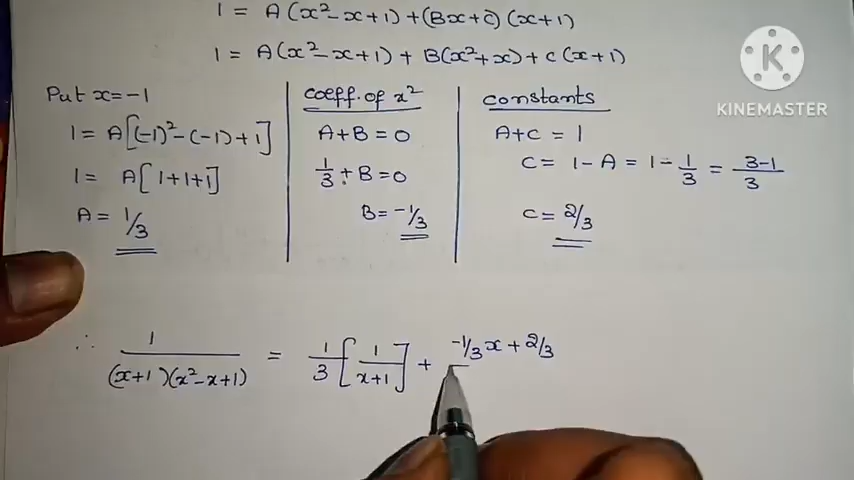 1 = A(x²-x+1)+(Bx+c)(x+1)
1 = A(x²-x+1) + B(x²+x)+c(x+1)
K
KINEMASTER
Put x=-1
1 = A[(-1)²-(-1)+1]
1 = A[1+1+1]
A = 1/3
coeff. of x²
A+B = 0
1/3 + B = 0
B = -1/3
constants
A+c = 1
c = 1-A = 1-1/3 = 3-1/3
c = 2/3
∴ 1/(x+1)(x²-x+1) = 1/3[1/x+1] + -1/3x+2/3